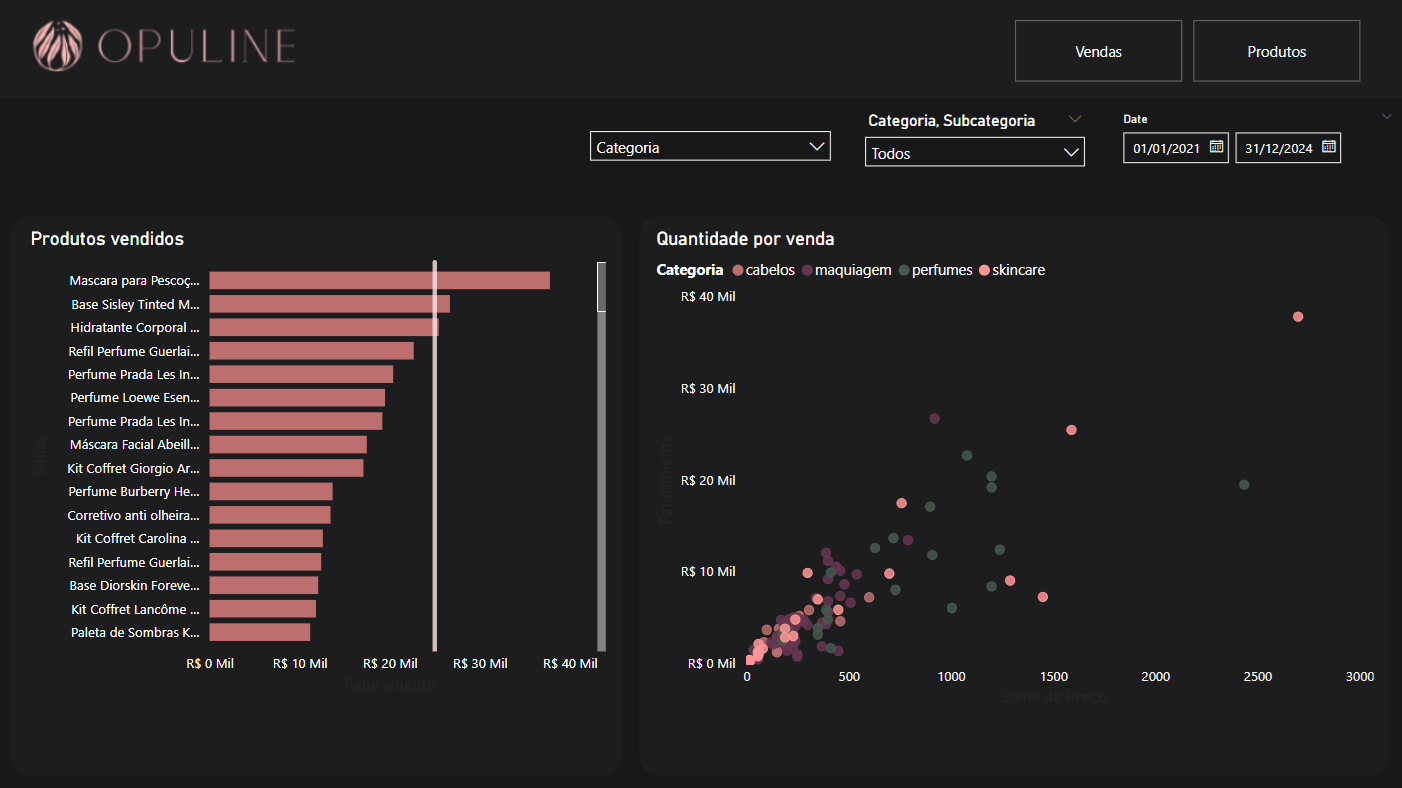 OPULINE
Vendas
Produtos
Categoria
Categoria, Subcategoria
Todos
Date
01/01/2021
31/12/2024
Produtos vendidos
Título
Mascara para Pescoç...
Base Sisley Tinted M...
Hidratante Corporal ...
Refil Perfume Guerlai...
Perfume Prada Les In...
Perfume Loewe Esen...
Perfume Prada Les In...
Máscara Facial Abeill...
Kit Coffret Giorgio Ar...
Perfume Burberry He...
Corretivo anti olheira...
Kit Coffret Carolina ...
Refil Perfume Guerlai...
Base Diorskin Foreve...
Kit Coffret Lancôme ...
Paleta de Sombras K...
R$ 0 Mil R$ 10 Mil R$ 20 Mil R$ 30 Mil R$ 40 Mil
Faturamento
Quantidade por venda
Categoria cabelos maquiagem perfumes skincare
Faturamento
R$ 40 Mil
R$ 30 Mil
R$ 20 Mil
R$ 10 Mil
R$ 0 Mil
0 500 1000 1500 2000 2500 3000
Soma de Preço